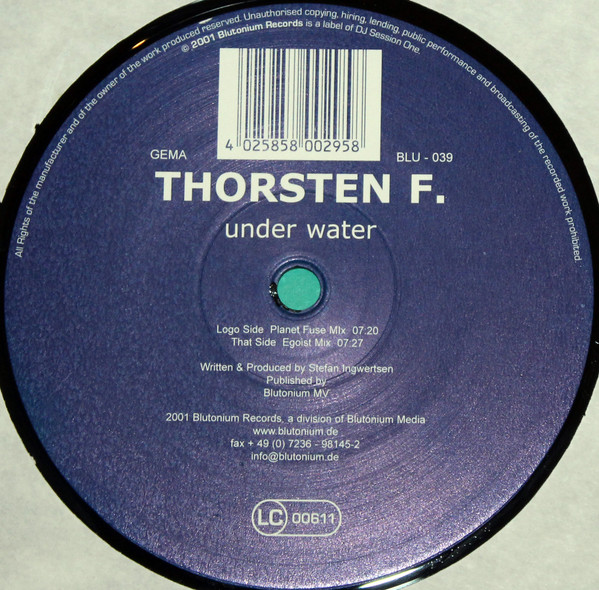 All Rights of the manufacturer and of the owner of the work produced reserved. Unauthorised copying, hiring, lending, public performance and broadcasting of the recorded work prohibited.
© 2001 Blutonium Records is a label of DJ Session One.
4 025858 002958
GEMA
BLU - 039
THORSTEN F.
under water
Logo Side Planet Fuse MIx 07:20
That Side Egoist Mix 07:27
Written & Produced by Stefan Ingwertsen
Published by
Blutonium MV
2001 Blutonium Records, a division of Blutonium Media
www.blutonium.de
fax + 49 (0) 7236 - 98145-2
info@blutonium.de
LC 00611